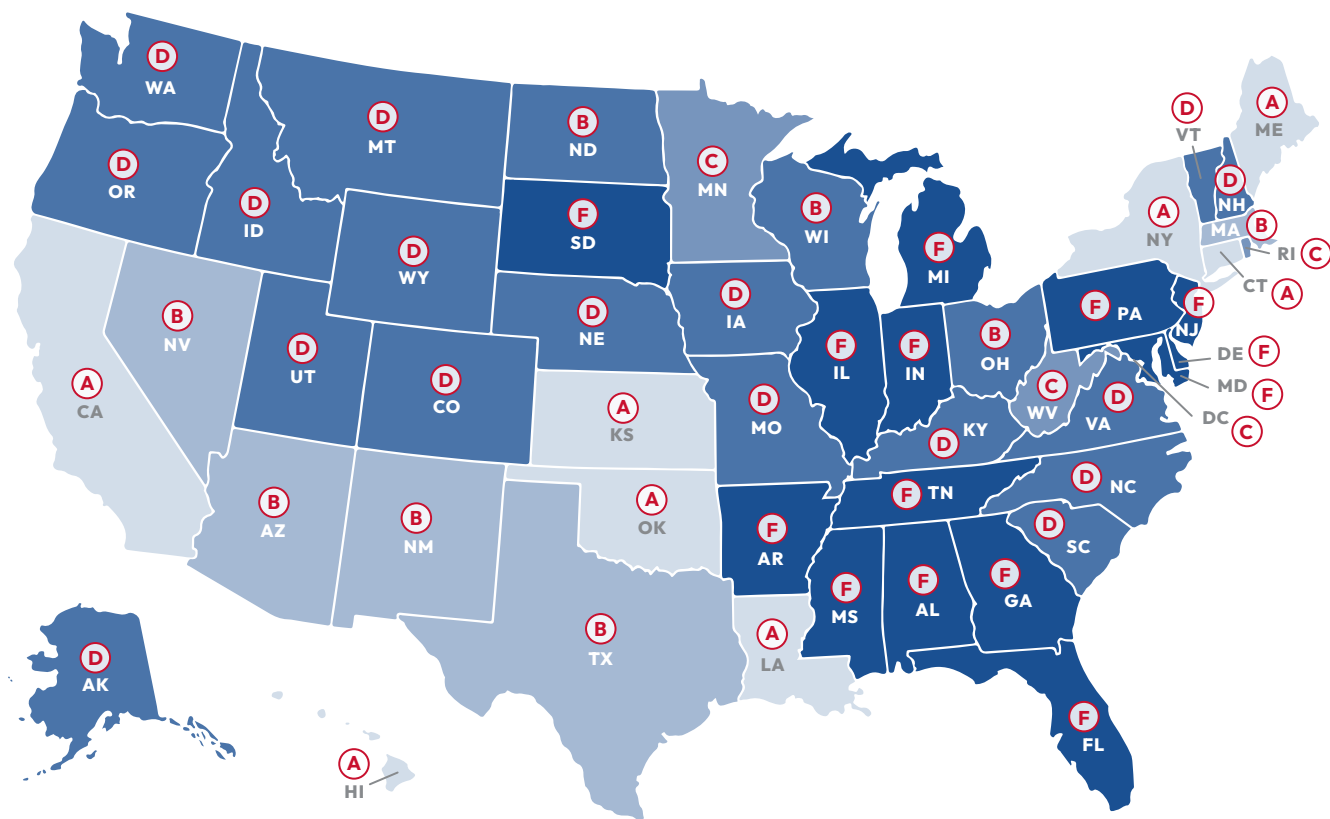 D
WA
D
OR
D
ID
D
MT
D
WY
B
ND
F
SD
D
NE
C
MN
B
WI
D
IA
F
MI
A
CA
B
NV
D
UT
D
CO
A
KS
D
MO
F
IL
F
IN
B
OH
F PA
F
NJ
A
NY
D
VT
D
NH
A
ME
MA B
RI C
CT A
DE F
MD F
DC C
C
WV
D
VA
D KY
F TN
D NC
D
SC
B
AZ
B
NM
A
OK
F
AR
F
MS
F
AL
F
GA
B
TX
A
LA
F
FL
D
AK
A
HI